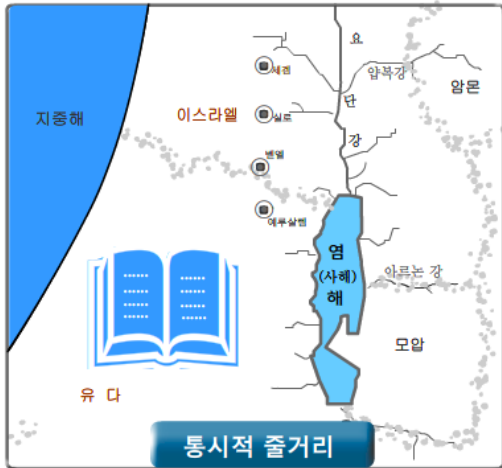 요
세겜
얍복강
암몬
지중해
이스라엘
실로
단
강
벧엘
예루살렘
염
(사해)
해
아르논 강
모압
유 다
통시적 줄거리